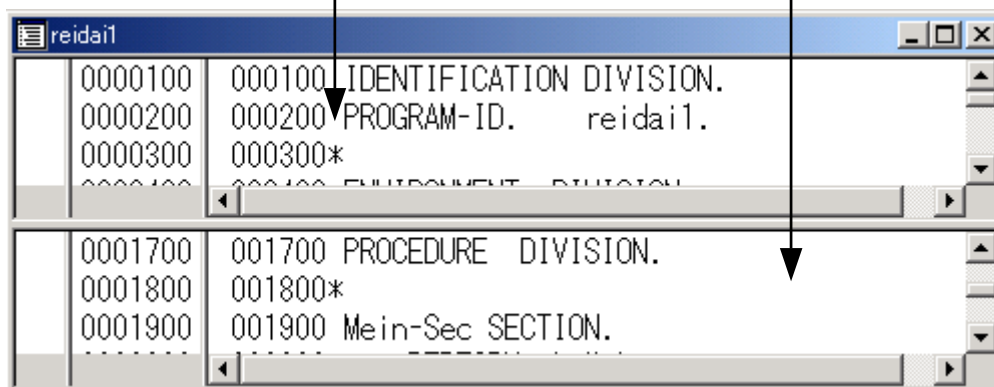 reidai1
0000100 000100 IDENTIFICATION DIVISION.
0000200 000200 PROGRAM-ID. reidai1.
0000300 000300*
0001700 001700 PROCEDURE DIVISION.
0001800 001800*
0001900 001900 Mein-Sec SECTION.